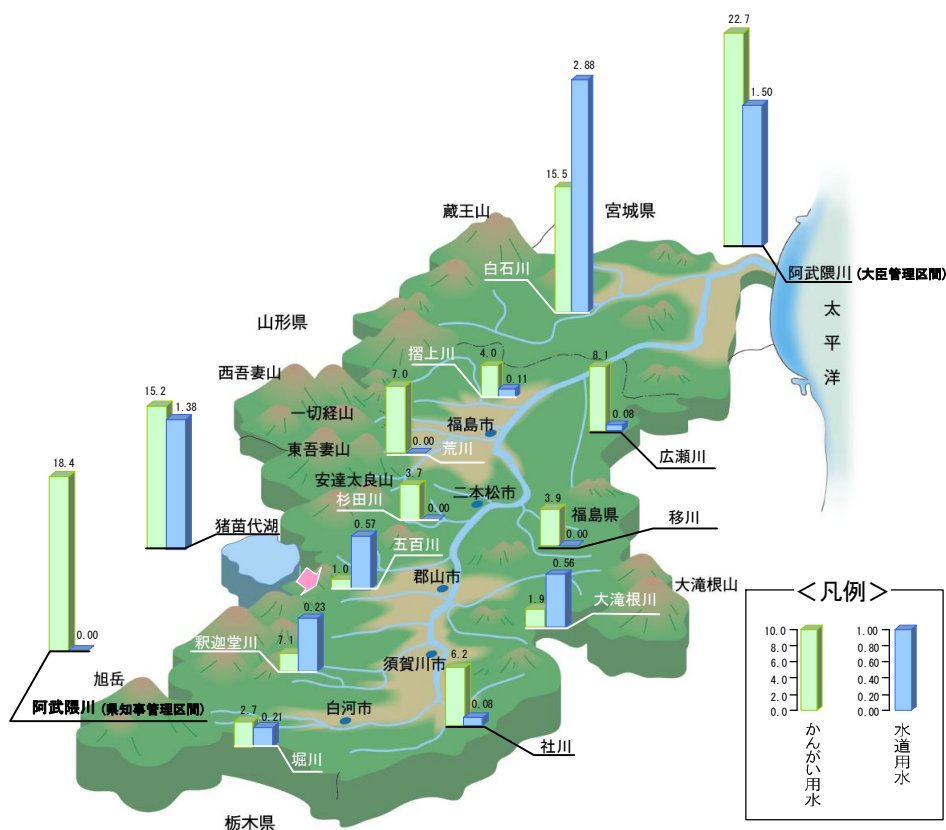 22.7
1.50
2.88
15.5
宮城県
蔵王山
白石川
阿武隈川 (大臣管理区間)
太平洋
山形県
摺上川
4.0
0.11
8.1
0.08
広瀬川
西吾妻山
7.0
0.00
荒川
一切経山
福島市
15.2
1.38
猪苗代湖
東吾妻山
安達太良山
3.7
0.00
杉田川
二本松市
3.9
0.00
福島県
移川
18.4
0.00
阿武隈川 (県知事管理区間)
0.57
1.0
五百川
郡山市
0.56
1.9
大滝根川
大滝根山
0.23
7.1
釈迦堂川
須賀川市
旭岳
6.2
0.08
社川
2.7
0.21
堀川
白河市
栃木県
<凡例>
10.0
8.0
6.0
4.0
2.0
0.0
かんがい用水
1.00
0.80
0.60
0.40
0.20
0.00
水道用水